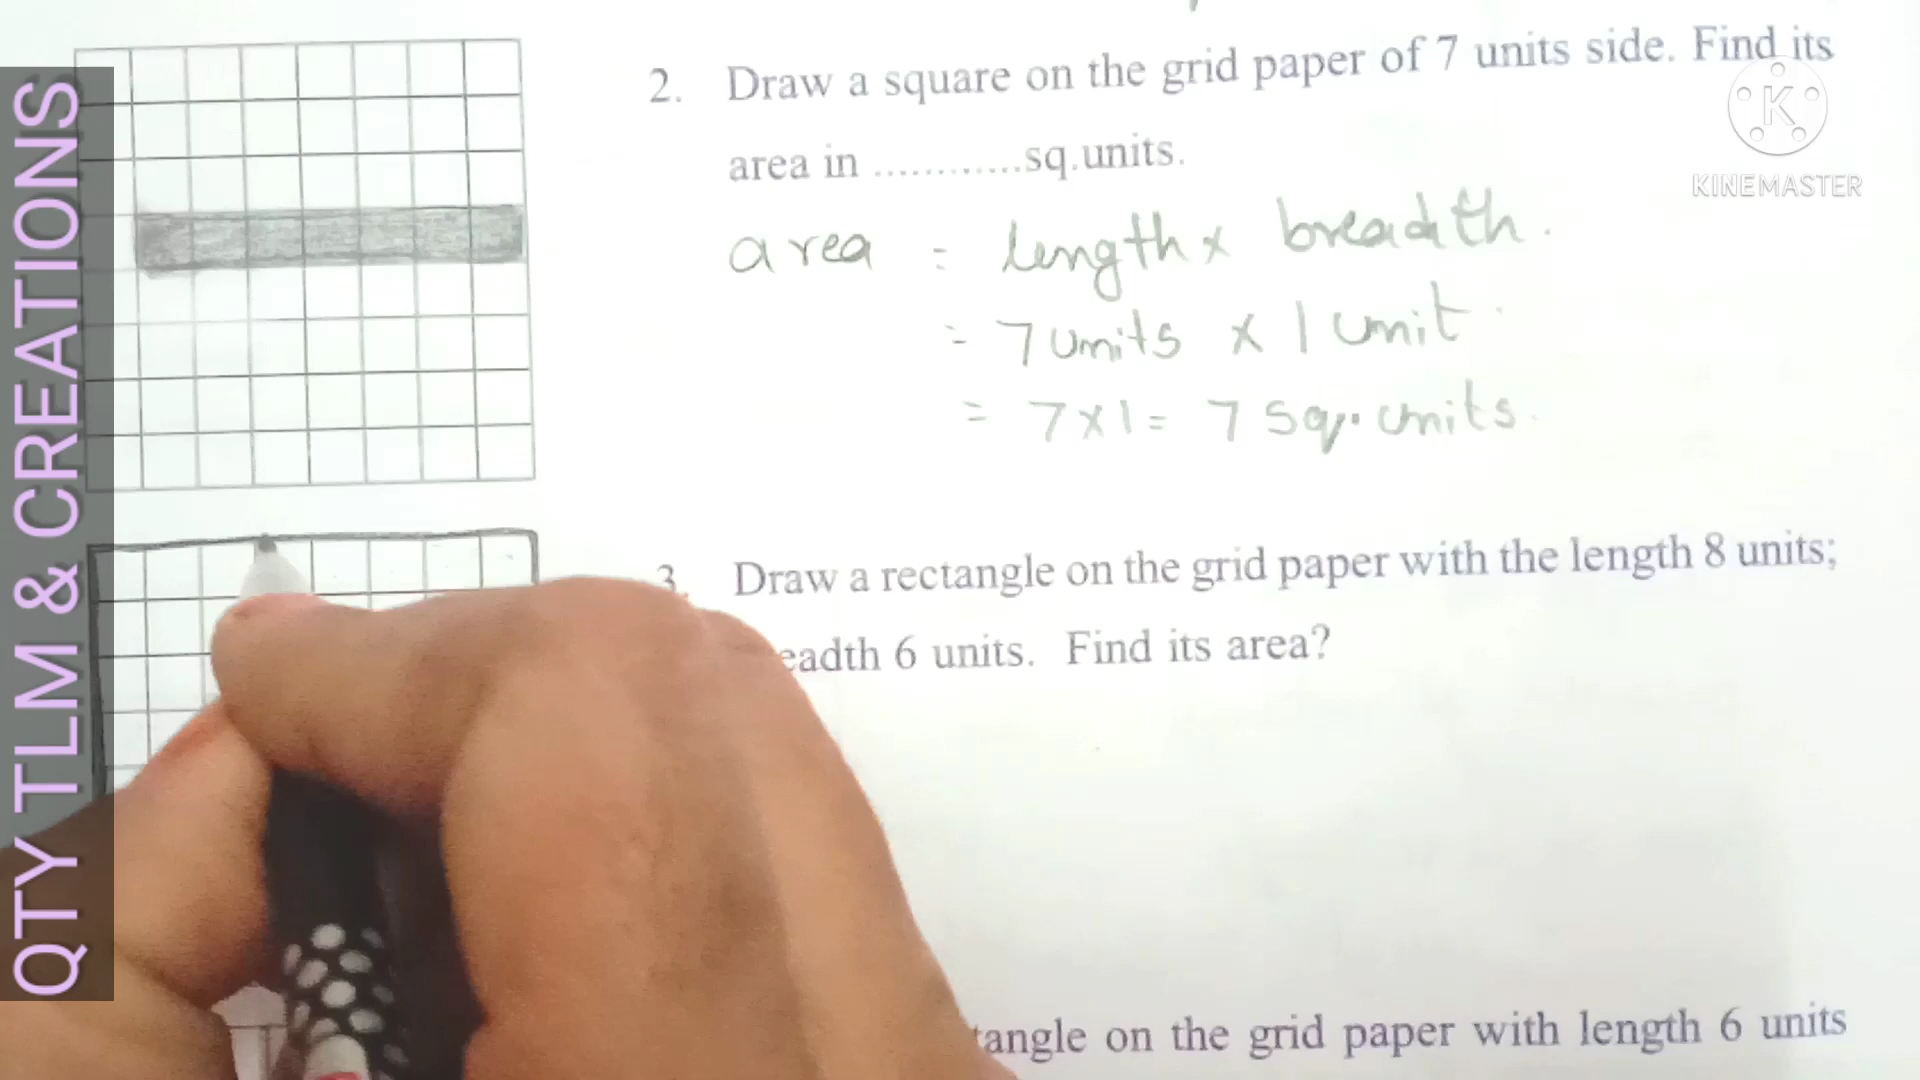 QTY TLM & CREATIONS
2. Draw a square on the grid paper of 7 units side. Find its
area in ............sq.units.
KINEMASTER
area = length x breadth.
= 7 units x 1 unit.
= 7 x 1 = 7 Sq. units.
3. Draw a rectangle on the grid paper with the length 8 units;
6 units. Find its area?
on the grid paper with length 6 units